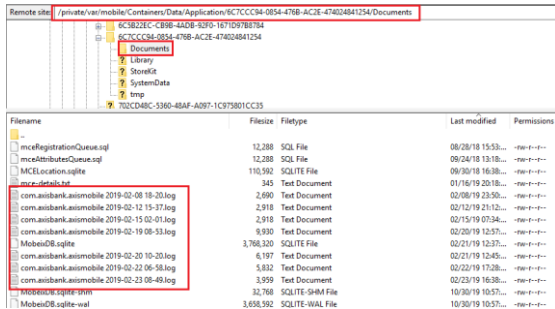 Remote site: /private/var/mobile/Containers/Data/Application/6C7CCC94-0854-476B-AC2E-474024841254/Documents
6C5B22EC-CB9B-4ADB-92F0-1671D97B8784
6C7CCC94-0854-476B-AC2E-474024841254
Documents
? Library
? StoreKit
? SystemData
? tmp
? 702CD48C-5360-48AF-A097-1C975801CC35
Filename Filesize Filetype Last modified Permissions
..
mceRegistrationQueue.sql 12,288 SQL File 08/28/18 15:53:... -rw-r--r--
mceAttributesQueue.sql 12,288 SQL File 09/24/18 13:18:... -rw-r--r--
MCELocation.sqlite 110,592 SQLITE File 09/30/18 16:38:... -rw-r--r--
mce-details.txt 345 Text Document 01/16/19 20:18:... -rw-r--r--
com.axisbank.axismobile 2019-02-08 18-20.log 2,690 Text Document 02/08/19 23:50:... -rw-r--r--
com.axisbank.axismobile 2019-02-12 15-37.log 2,918 Text Document 02/12/19 21:12:... -rw-r--r--
com.axisbank.axismobile 2019-02-15 02-01.log 2,918 Text Document 02/15/19 07:34:... -rw-r--r--
com.axisbank.axismobile 2019-02-19 08-53.log 9,930 Text Document 02/20/19 12:57:... -rw-r--r--
MobeixDB.sqlite 3,768,320 SQLITE File 02/21/19 12:37:... -rw-r--r--
com.axisbank.axismobile 2019-02-20 10-20.log 6,197 Text Document 02/21/19 12:45:... -rw-r--r--
com.axisbank.axismobile 2019-02-22 06-58.log 5,832 Text Document 02/22/19 17:28:... -rw-r--r--
com.axisbank.axismobile 2019-02-23 08-49.log 3,959 Text Document 02/23/19 16:38:... -rw-r--r--
MobeixDB.sqlite-shm 32,768 SQLITE-SHM File 10/30/19 10:57:... -rw-r--r--
MobeixDB.sqlite-wal 3,658,592 SQLITE-WAL File 10/30/19 10:57:... -rw-r--r--